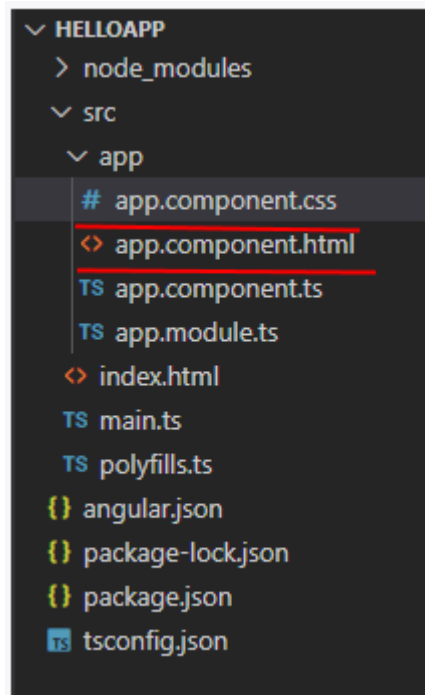 HELLOAPP
node_modules
src
app
# app.component.css
<> app.component.html
TS app.component.ts
TS app.module.ts
<> index.html
TS main.ts
TS polyfills.ts
{} angular.json
{} package-lock.json
{} package.json
TS tsconfig.json